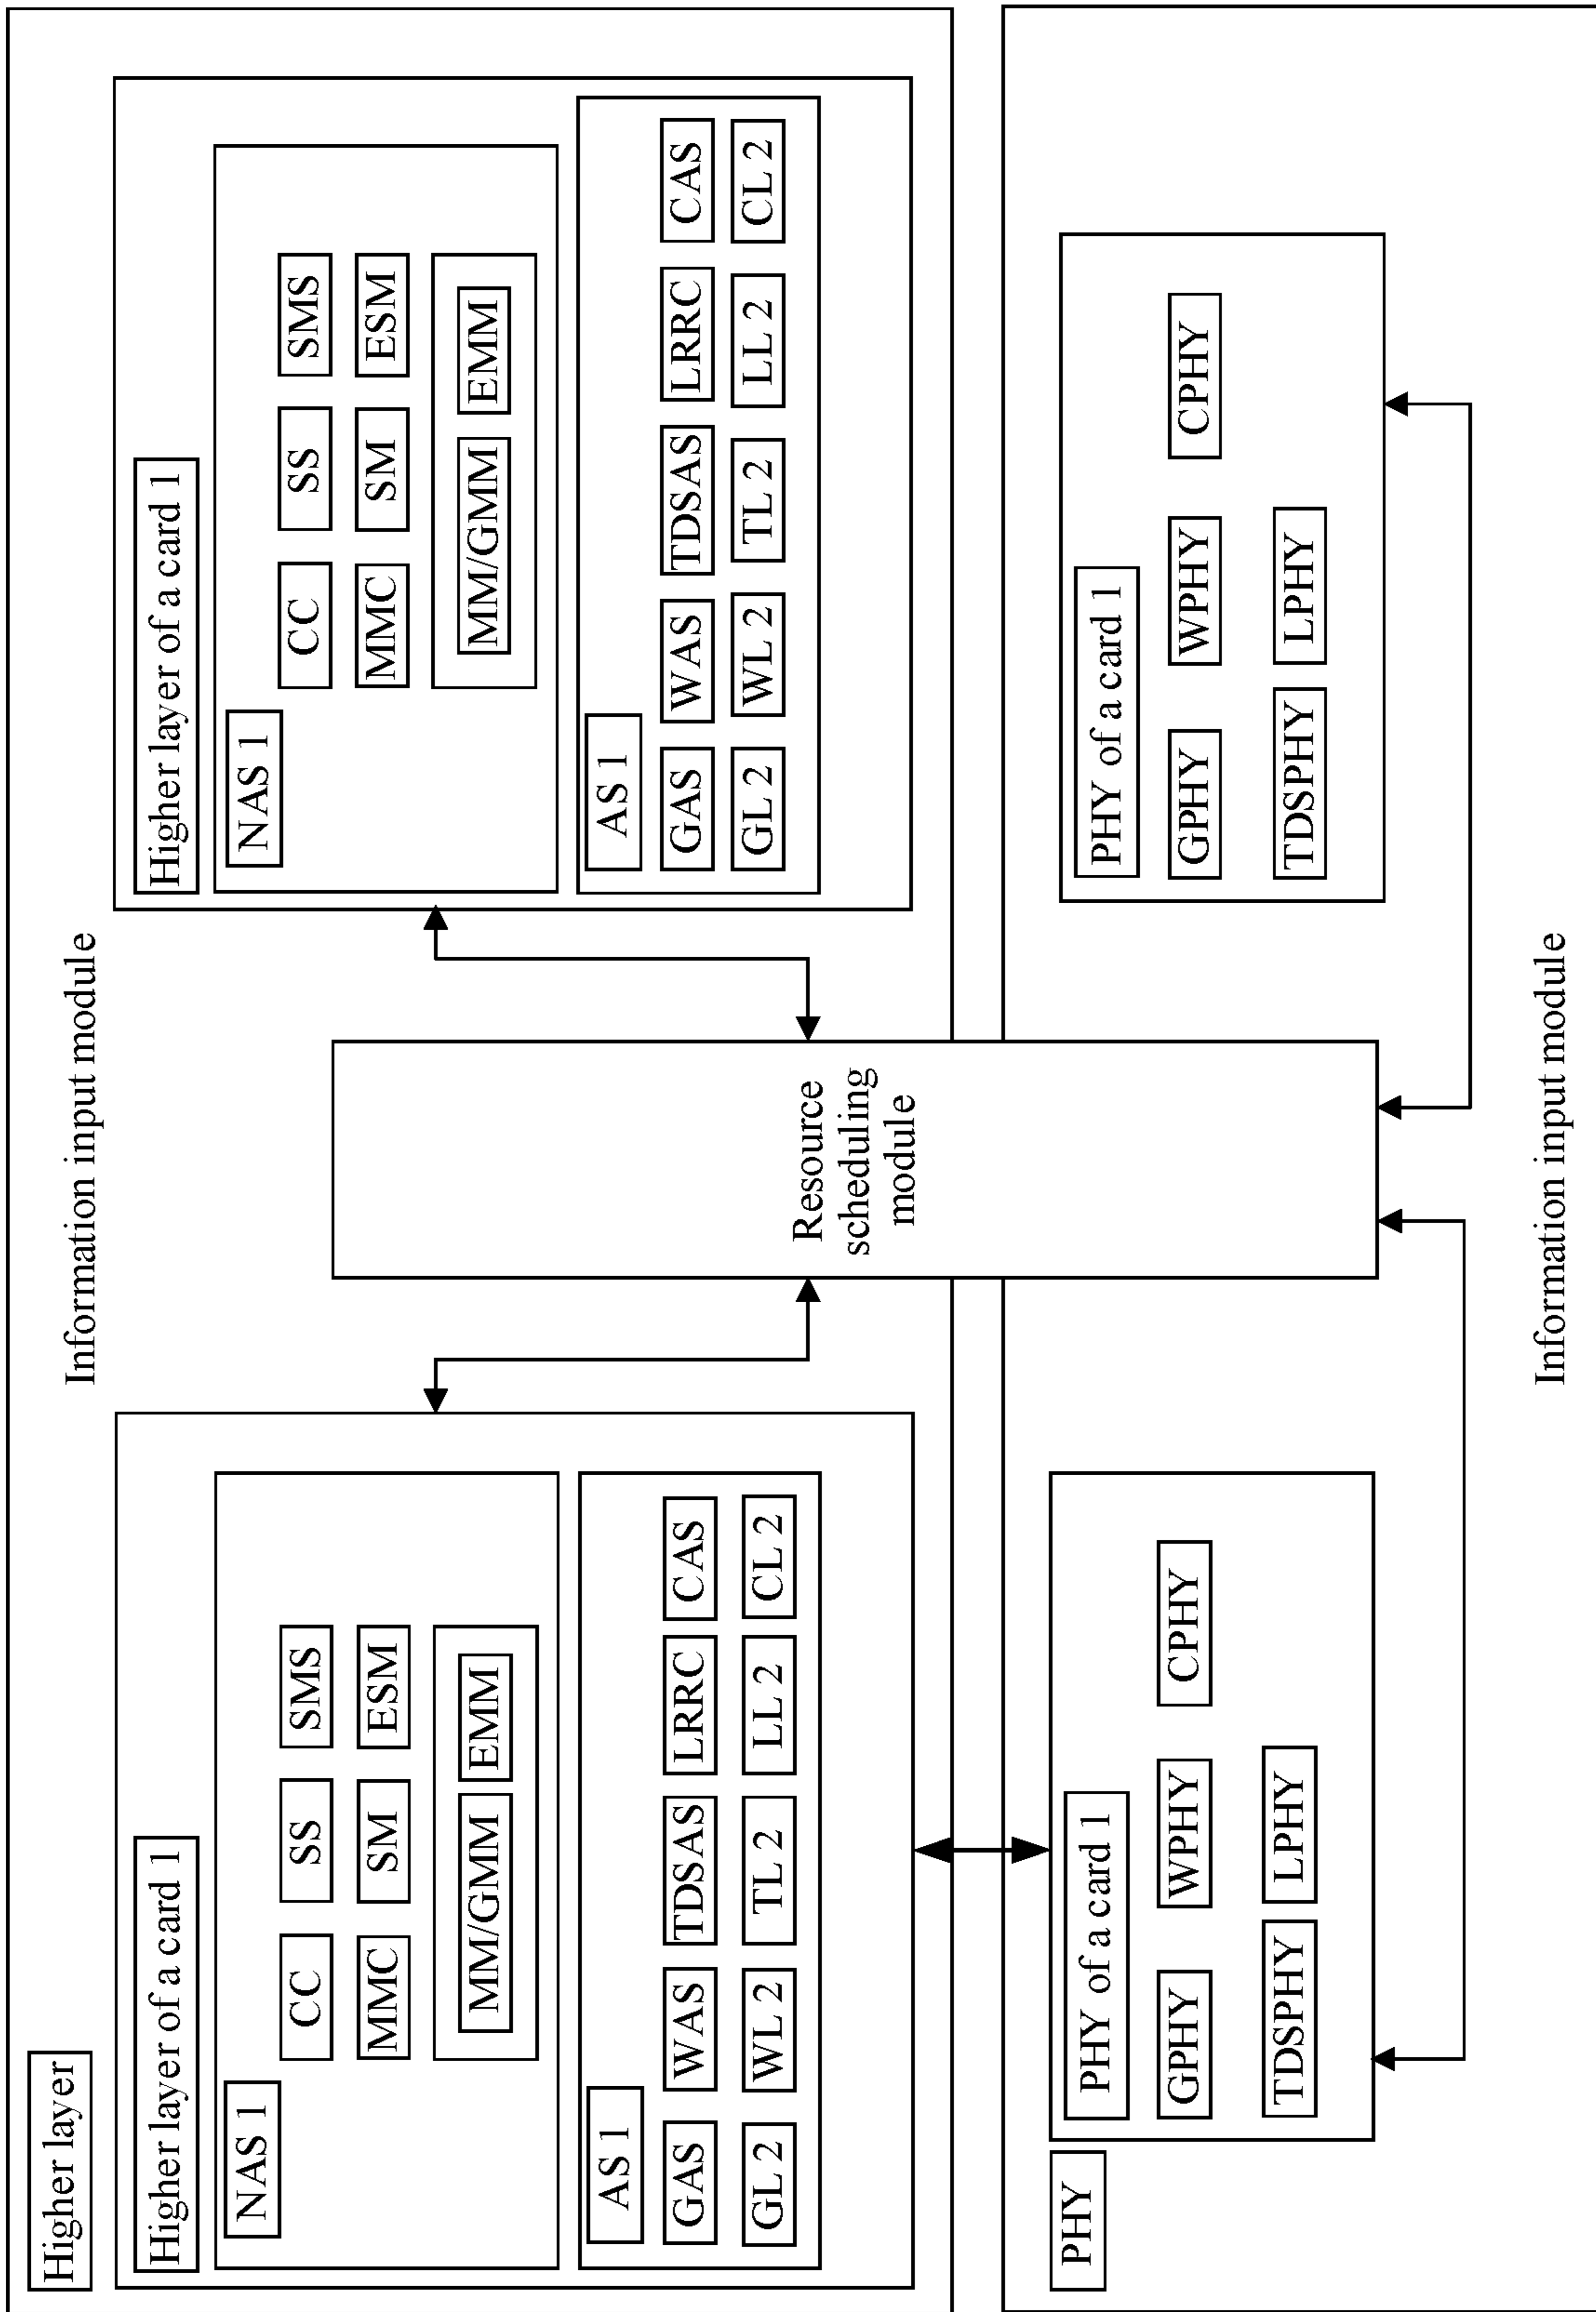 Higher layer
Information input module
Higher layer of a card 1
NAS 1
CC
SS
SMS
MMC
SM
ESM
MM/GMM
EMM
AS 1
GAS
WAS
TDSAS
LRRC
CAS
GL 2
WL 2
TL 2
LL 2
CL 2
Resource
scheduling
module
Higher layer of a card 1
NAS 1
CC
SS
SMS
MMC
SM
ESM
MM/GMM
EMM
AS 1
GAS
WAS
TDSAS
LRRC
CAS
GL 2
WL 2
TL 2
LL 2
CL 2
PHY
PHY of a card 1
GPHY
WPHY
CPHY
TDSPHY
LPHY
PHY of a card 1
GPHY
WPHY
CPHY
TDSPHY
LPHY
Information input module